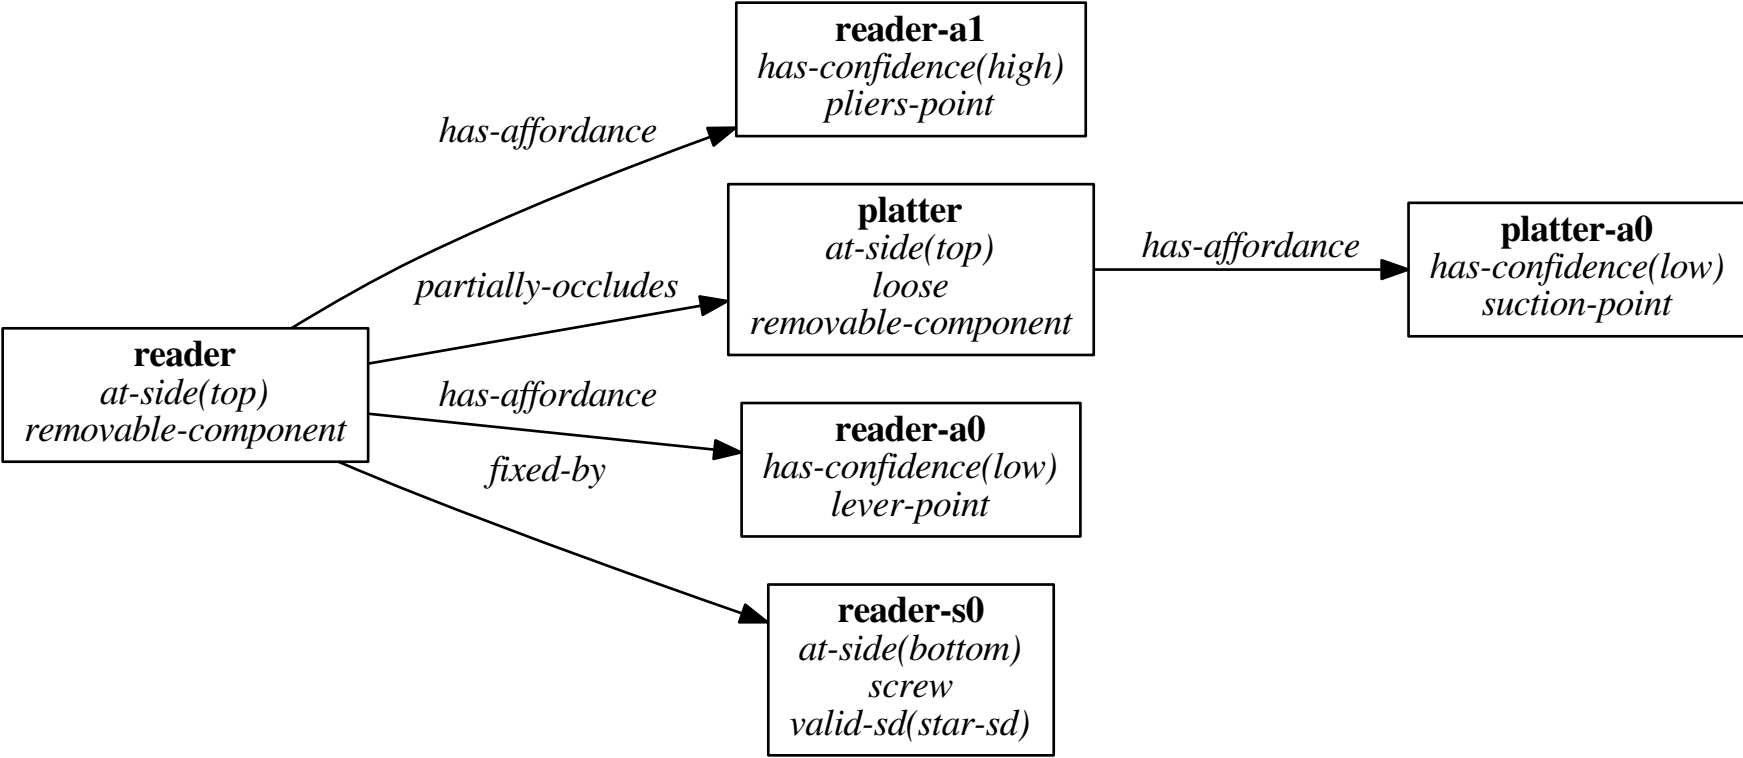 reader-a1
has-confidence(high)
pliers-point
has-affordance
platter
at-side(top)
loose
removable-component
has-affordance
platter-a0
has-confidence(low)
suction-point
partially-occludes
reader
at-side(top)
removable-component
has-affordance
reader-a0
has-confidence(low)
lever-point
fixed-by
reader-s0
at-side(bottom)
screw
valid-sd(star-sd)